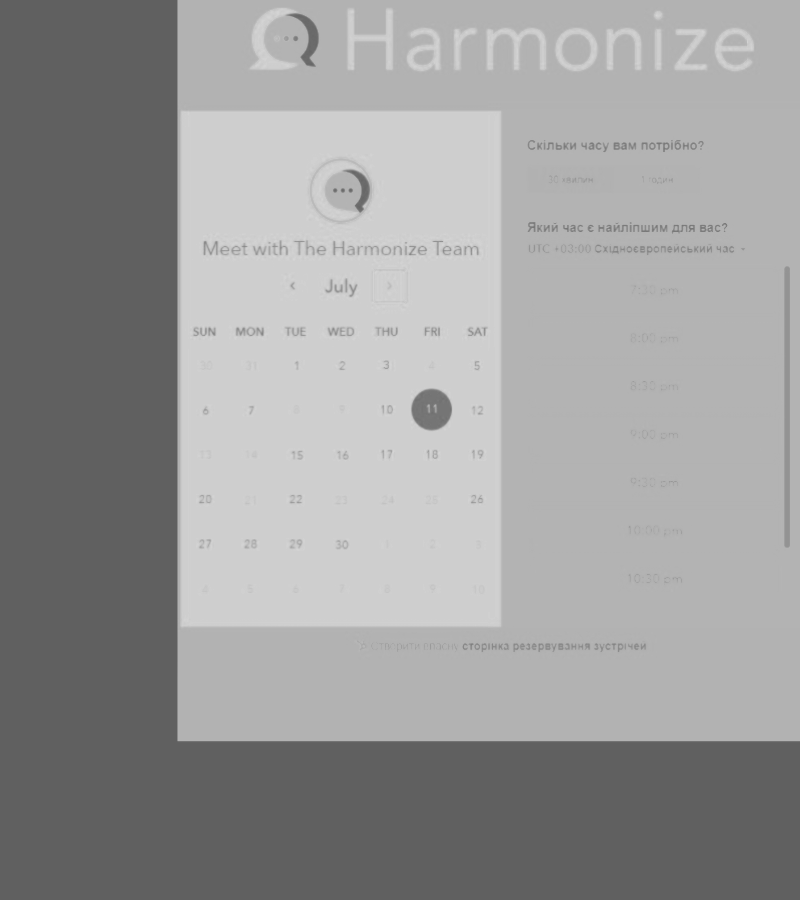 Harmonize
Meet with The Harmonize Team
July
SUN MON TUE WED THU FRI SAT
30 31 1 2 3 4 5
6 7 8 9 10 11 12
13 14 15 16 17 18 19
20 21 22 23 24 25 26
27 28 29 30 1 2 3
4 5 6 7 8 9 10
Скільки часу вам потрібно?
30 хвилин 1 годин
Який час є найліпшим для вас?
UTC +03:00 Східноєвропейський час
7:30 pm
8:00 pm
8:30 pm
9:00 pm
9:30 pm
10:00 pm
10:30 pm
створити власну сторінка резервування зустрічей